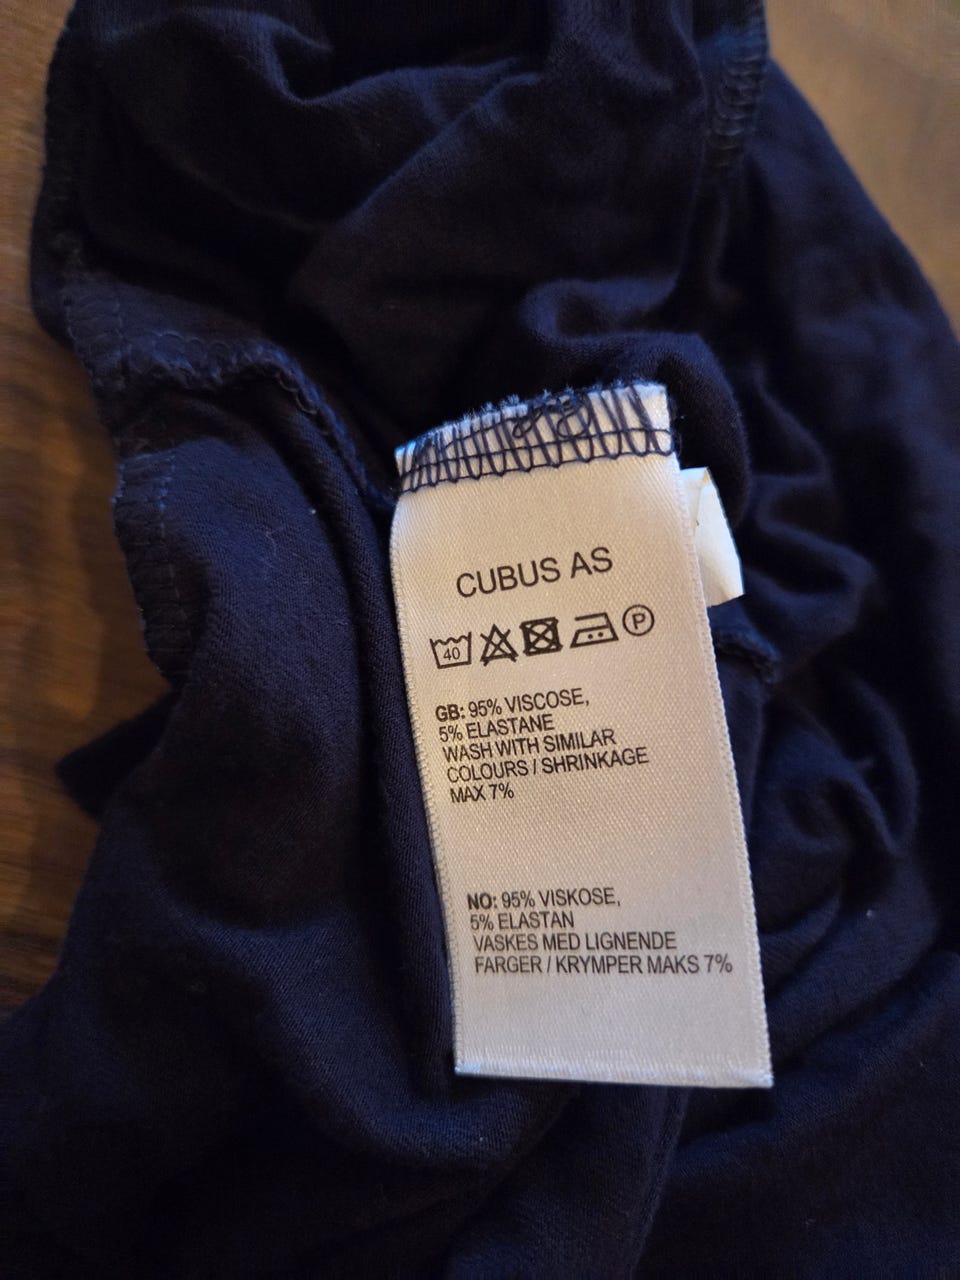 CUBUS AS
40 P
GB: 95% VISCOSE,
5% ELASTANE
WASH WITH SIMILAR
COLOURS / SHRINKAGE
MAX 7%
NO: 95% VISKOSE,
5% ELASTAN
VASKES MED LIGNENDE
FARGER / KRYMPER MAKS 7%